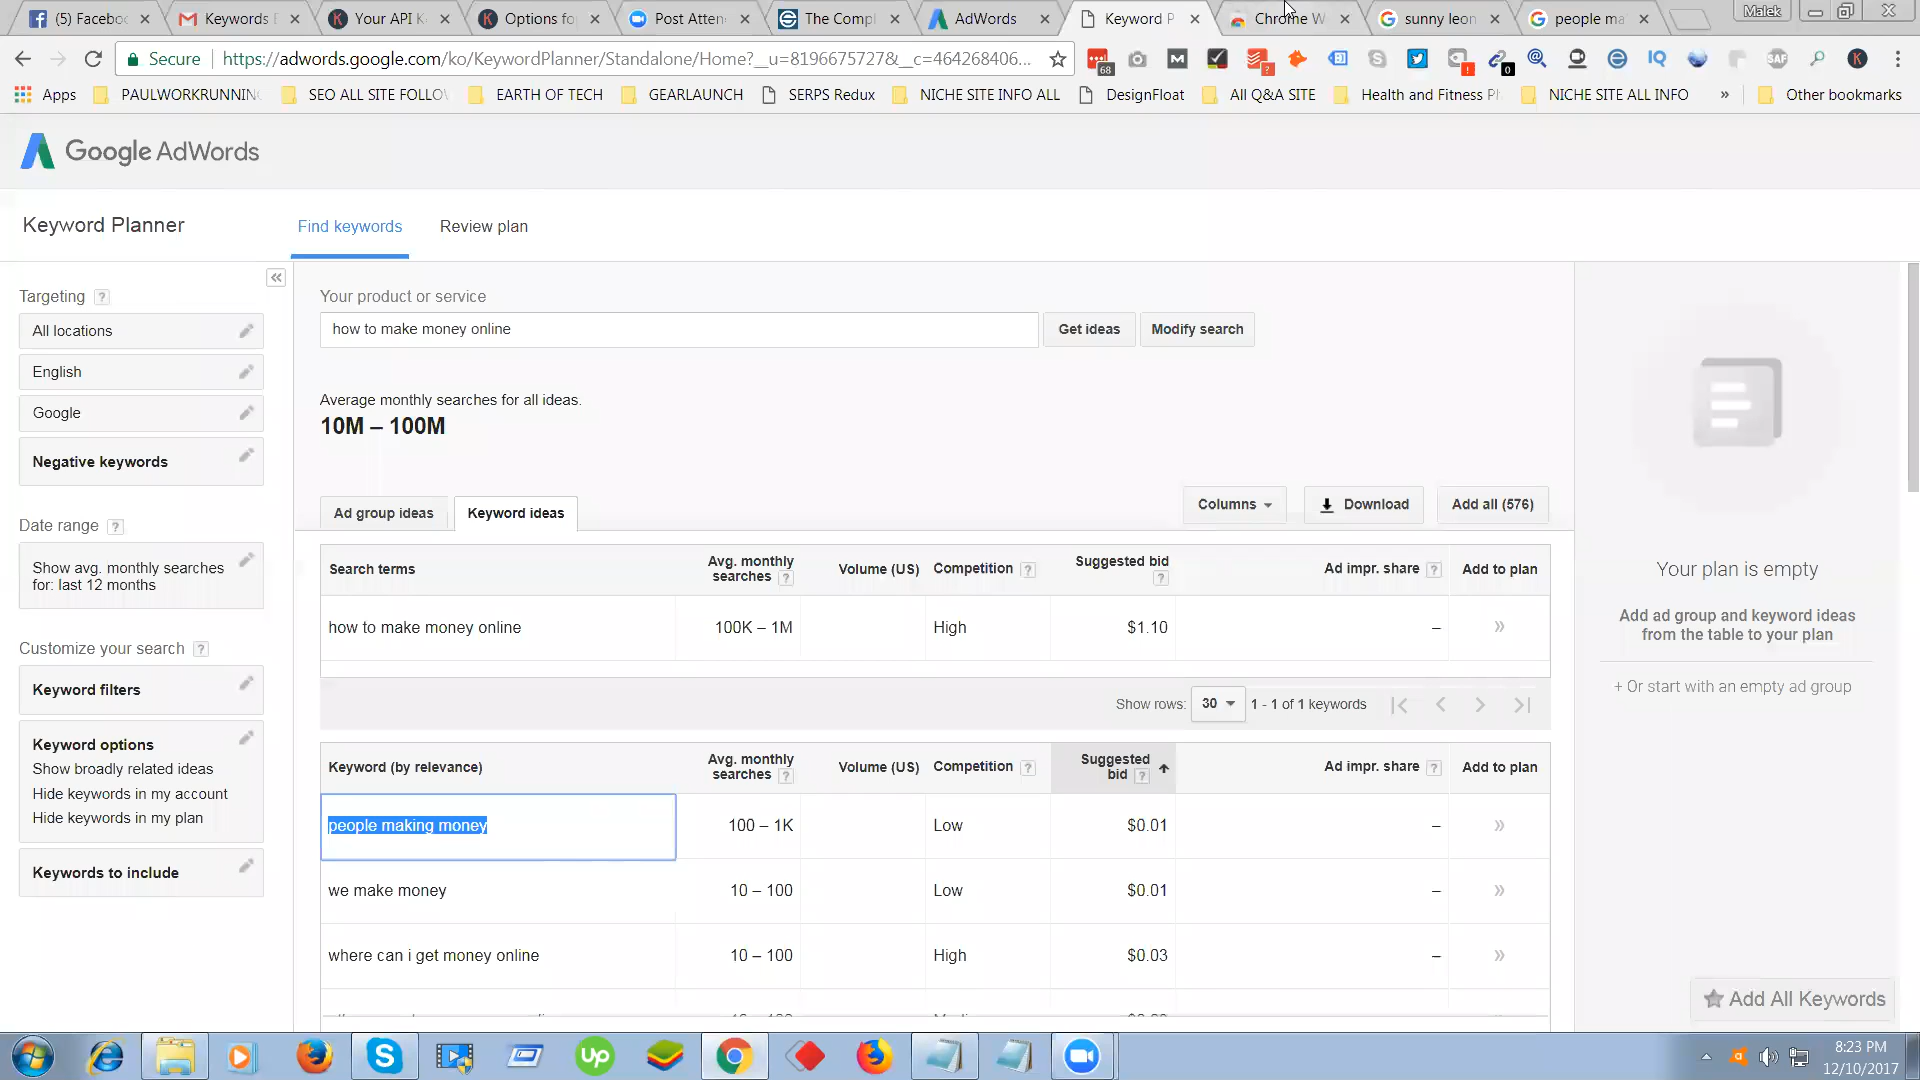 (5) Facebo
Keywords E
Your API K
Options fo
Post Atten
The Compl
AdWords
Keyword P
Chrome W
sunny leon
people ma
Malek
Secure
https://adwords.google.com/ko/KeywordPlanner/Standalone/Home?__u=8196675727&__c=464268406...
68
0
Apps
PAULWORKRUNNING
SEO ALL SITE FOLLOW
EARTH OF TECH
GEARLAUNCH
SERPS Redux
NICHE SITE INFO ALL
DesignFloat
All Q&A SITE
Health and Fitness Ph
NICHE SITE ALL INFO
»
Other bookmarks
Google AdWords
Keyword Planner
Find keywords
Review plan
Targeting ?
All locations
English
Google
Negative keywords
Date range ?
Show avg. monthly searches
for: last 12 months
Customize your search ?
Keyword filters
Keyword options
Show broadly related ideas
Hide keywords in my account
Hide keywords in my plan
Keywords to include
Your product or service
how to make money online
Get ideas
Modify search
Average monthly searches for all ideas.
10M – 100M
Ad group ideas
Keyword ideas
Columns
Download
Add all (576)
Search terms
Avg. monthly
searches ?
Volume (US)
Competition ?
Suggested bid
?
Ad impr. share ?
Add to plan
how to make money online
100K – 1M
High
$1.10
–
»
Show rows: 30
1 - 1 of 1 keywords
Keyword (by relevance)
Avg. monthly
searches ?
Volume (US)
Competition ?
Suggested
bid ?
Ad impr. share ?
Add to plan
people making money
100 – 1K
Low
$0.01
–
»
we make money
10 – 100
Low
$0.01
–
»
where can i get money online
10 – 100
High
$0.03
–
»
Your plan is empty
Add ad group and keyword ideas
from the table to your plan
+ Or start with an empty ad group
Add All Keywords
8:23 PM
12/10/2017